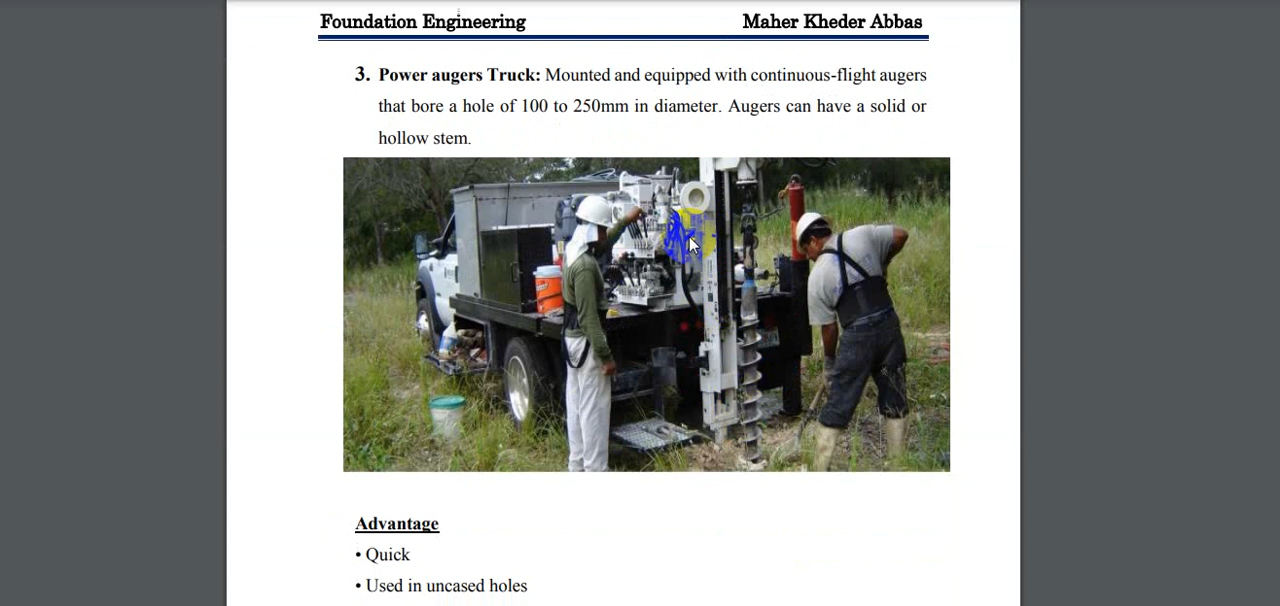 Foundation Engineering Maher Kheder Abbas
3. Power augers Truck: Mounted and equipped with continuous-flight augers
that bore a hole of 100 to 250mm in diameter. Augers can have a solid or
hollow stem.
Advantage
• Quick
• Used in uncased holes